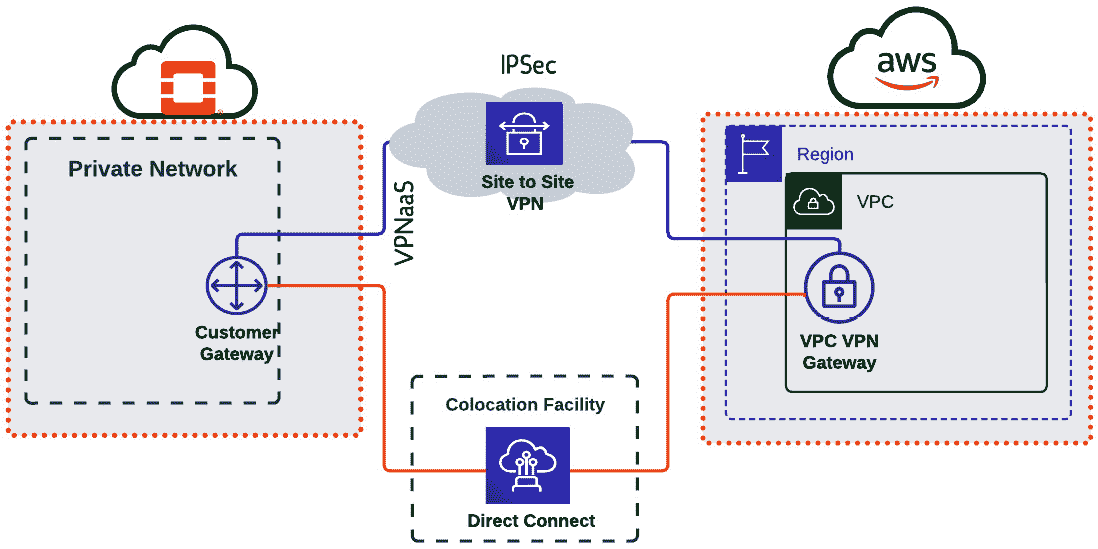 IPSec
aws
Private Network
Site to Site
VPN
VPNaaS
Region
VPC
Customer
Gateway
VPC VPN
Gateway
Colocation Facility
Direct Connect